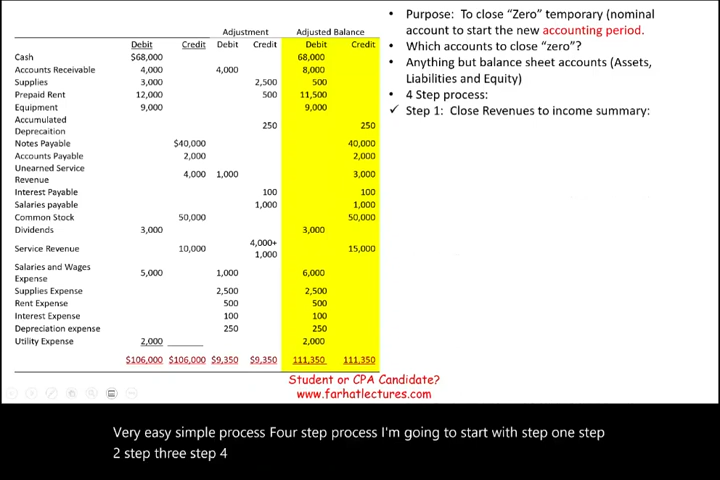 Adjustment Adjusted Balance
Debit Credit Debit Credit Debit Credit
Cash $68,000 68,000
Accounts Receivable 4,000 4,000 8,000
Supplies 3,000 2,500 500
Prepaid Rent 12,000 500 11,500
Equipment 9,000 9,000
Accumulated
Deprecaition 250 250
Notes Payable $40,000 40,000
Accounts Payable 2,000 2,000
Unearned Service
Revenue 4,000 1,000 3,000
Interest Payable 100 100
Salaries payable 1,000 1,000
Common Stock 50,000 50,000
Dividends 3,000 3,000
Service Revenue 10,000 4,000+
1,000 15,000
Salaries and Wages
Expense 5,000 1,000 6,000
Supplies Expense 2,500 2,500
Rent Expense 500 500
Interest Expense 100 100
Depreciation expense 250 250
Utility Expense 2,000 2,000
$106,000 $106,000 $9,350 $9,350 111,350 111,350
• Purpose: To close “Zero” temporary (nominal
account to start the new accounting period.
• Which accounts to close “zero”?
• Anything but balance sheet accounts (Assets,
Liabilities and Equity)
• 4 Step process:
✓ Step 1: Close Revenues to income summary:
Student or CPA Candidate?
www.farhatlectures.com
Very easy simple process Four step process I'm going to start with step one step
2 step three step 4